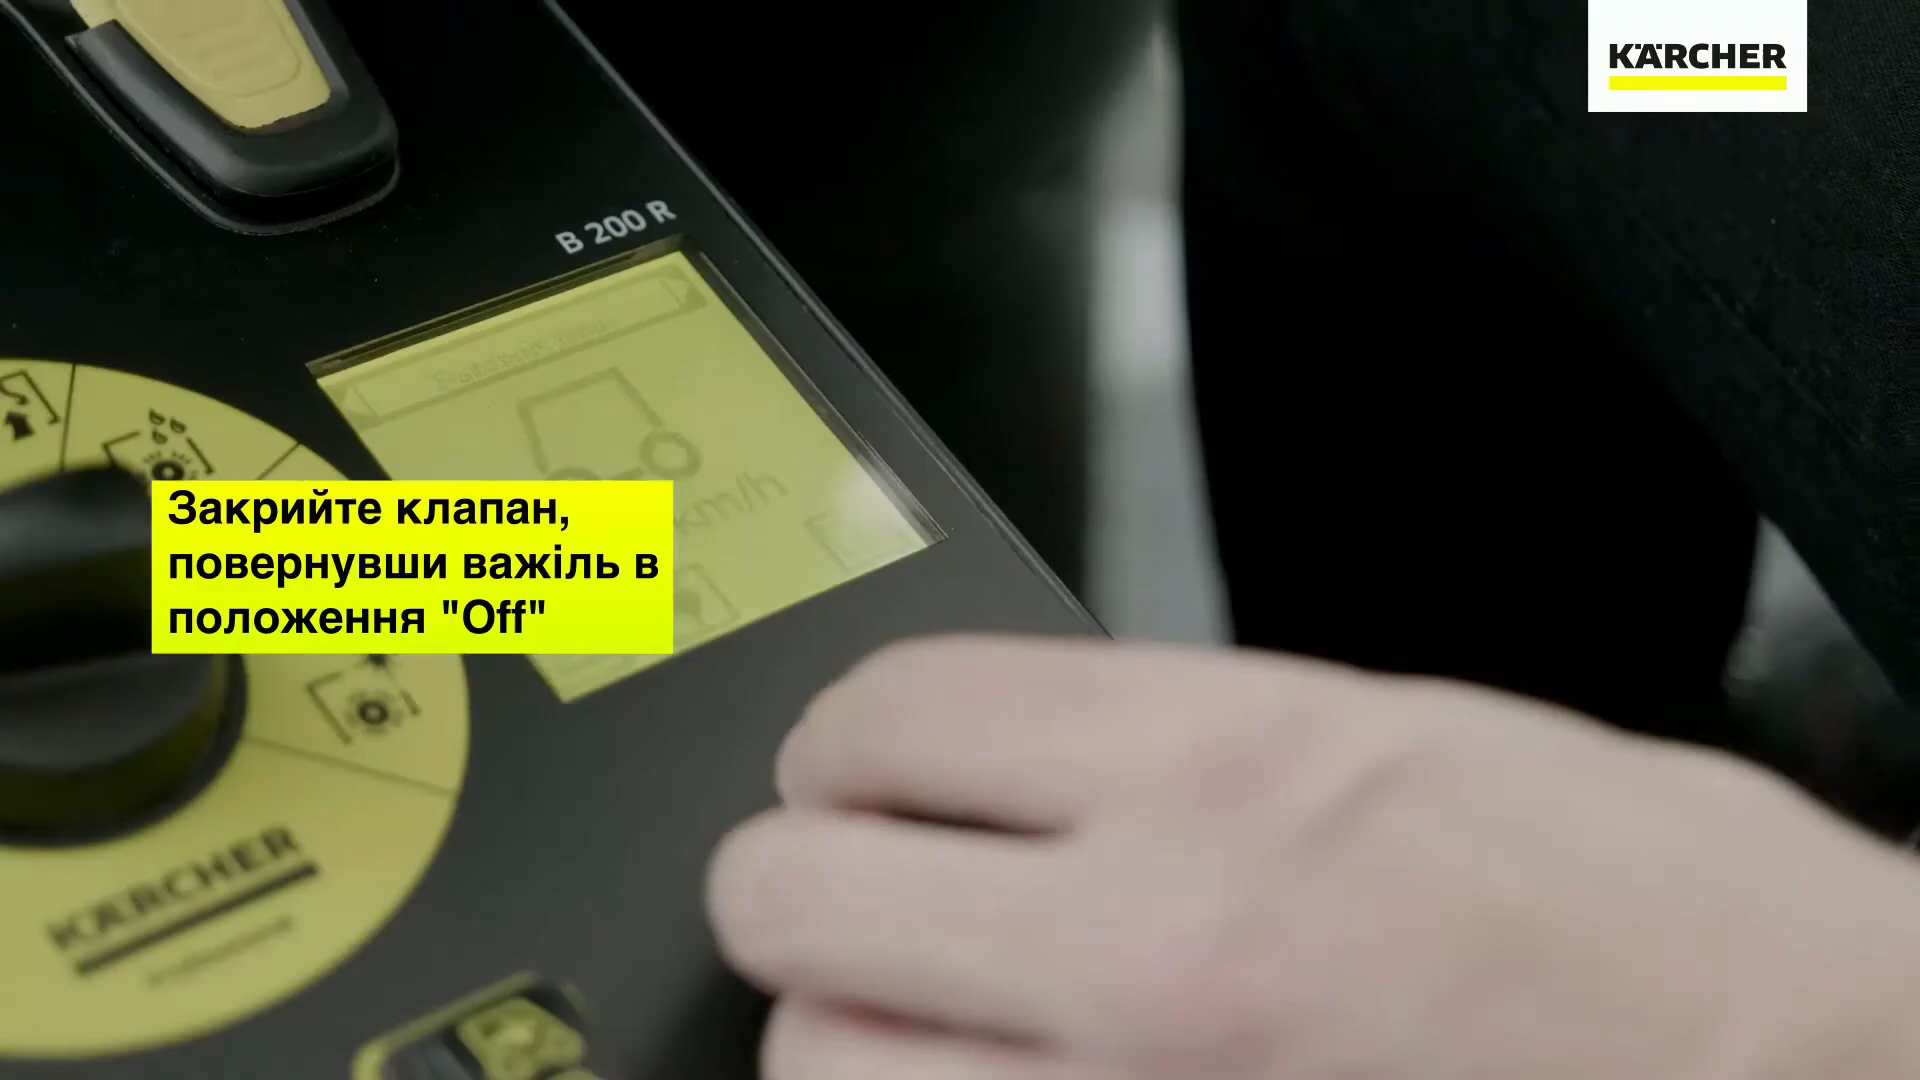 KÄRCHER
B 200 R
km/h
Закрийте клапан,
повернувши важіль в
положення "Off"
KÄRCHER